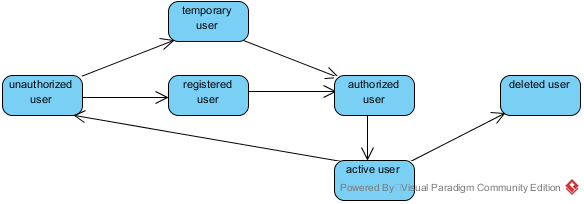 temporary
user
unauthorized
user
registered
user
authorized
user
deleted user
active user
Powered By Visual Paradigm Community Edition